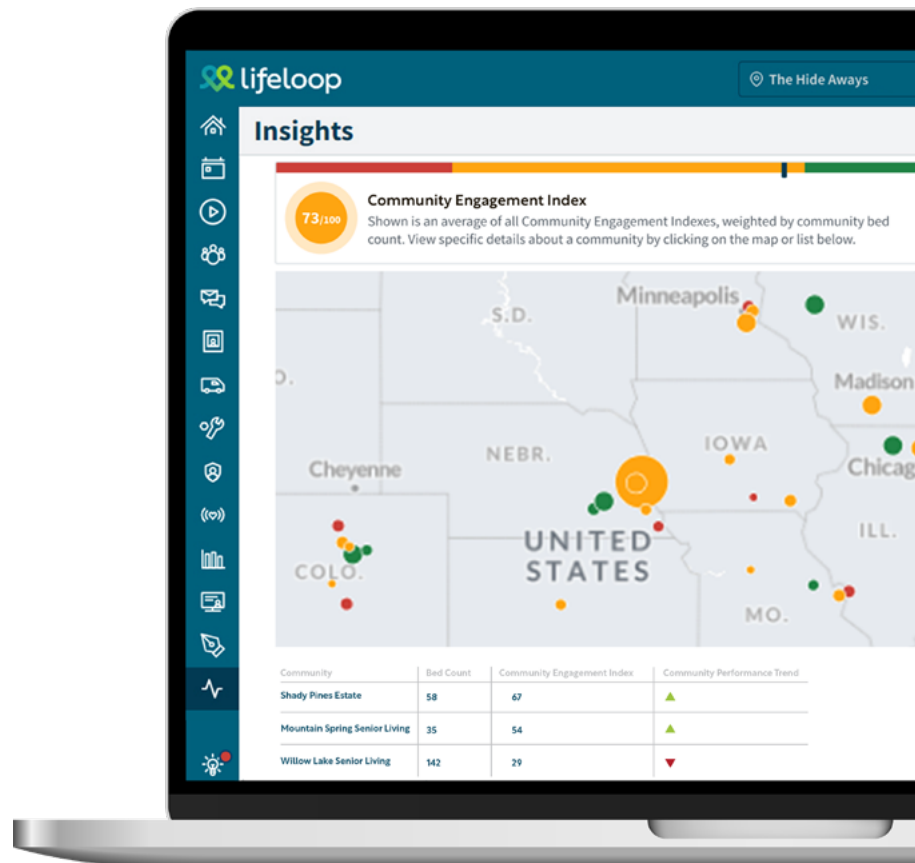 lifeloop
The Hide Aways
Insights
73/100
Community Engagement Index
Shown is an average of all Community Engagement Indexes, weighted by community bed
count. View specific details about a community by clicking on the map or list below.
Minneapolis
S.D.
WIS.
O.
Madison
IOWA
NEBR.
Cheyenne
Chicag
UNITED
STATES
ILL.
COLO.
MO.
Community Bed Count Community Engagement Index Community Performance Trend
Shady Pines Estate 58 67
Mountain Spring Senior Living 35 54
Willow Lake Senior Living 142 29